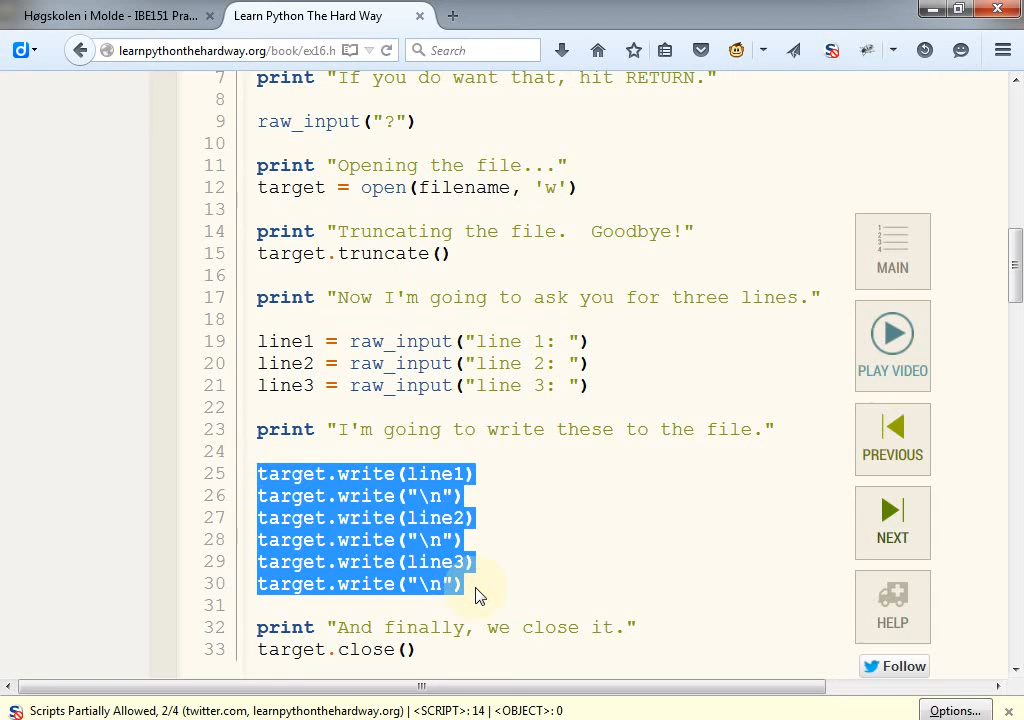 Høgskolen i Molde - IBE151 Pra...
Learn Python The Hard Way
learnpythonthehardway.org/book/ex16.h
Search
7 print "If you do want that, hit RETURN."
8
9 raw_input("?")
10
11 print "Opening the file..."
12 target = open(filename, 'w')
13
14 print "Truncating the file.  Goodbye!"
15 target.truncate()
16
17 print "Now I'm going to ask you for three lines."
18
19 line1 = raw_input("line 1: ")
20 line2 = raw_input("line 2: ")
21 line3 = raw_input("line 3: ")
22
23 print "I'm going to write these to the file."
24
25 target.write(line1)
26 target.write("\n")
27 target.write(line2)
28 target.write("\n")
29 target.write(line3)
30 target.write("\n")
31
32 print "And finally, we close it."
33 target.close()
MAIN
PLAY VIDEO
PREVIOUS
NEXT
HELP
Follow
Scripts Partially Allowed, 2/4 (twitter.com, learnpythonthehardway.org) | <SCRIPT>: 14 | <OBJECT>: 0
Options...